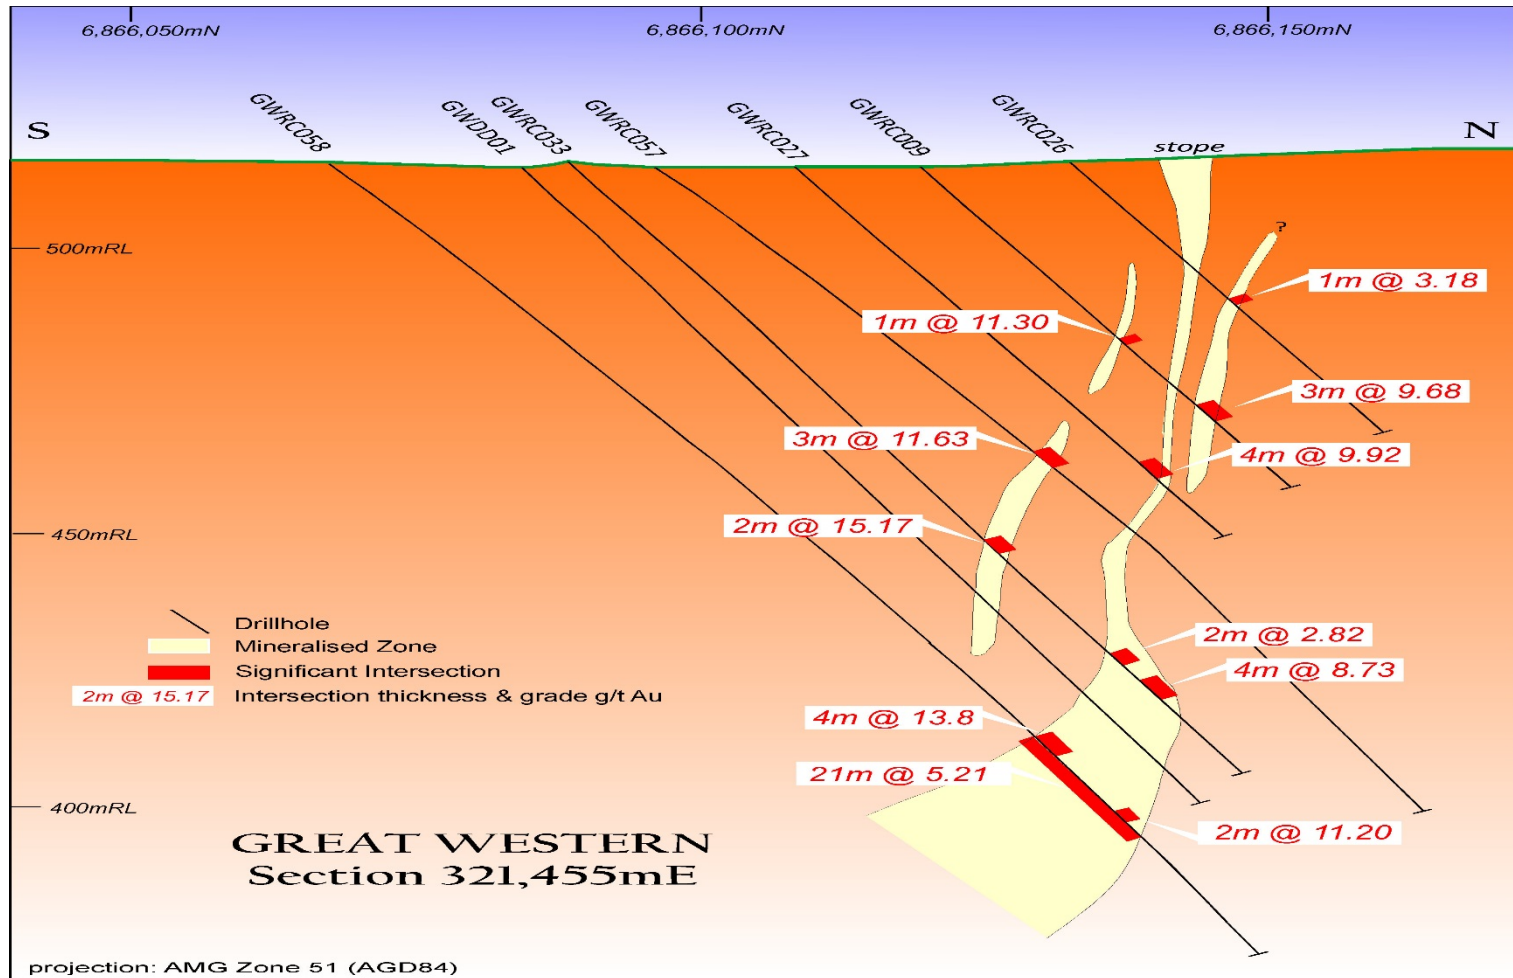 6,866,050mN
6,866,100mN
6,866,150mN
S
GWRC058
GWDD01
GWRC033
GWRC057
GWRC027
GWRC009
GWRC026
stope
N
?
500mRL
1m @ 3.18
1m @ 11.30
3m @ 9.68
3m @ 11.63
4m @ 9.92
2m @ 15.17
450mRL
Drillhole
Mineralised Zone
Significant Intersection
2m @ 15.17 Intersection thickness & grade g/t Au
2m @ 2.82
4m @ 8.73
4m @ 13.8
21m @ 5.21
400mRL
2m @ 11.20
GREAT WESTERN
Section 321,455mE
projection: AMG Zone 51 (AGD84)